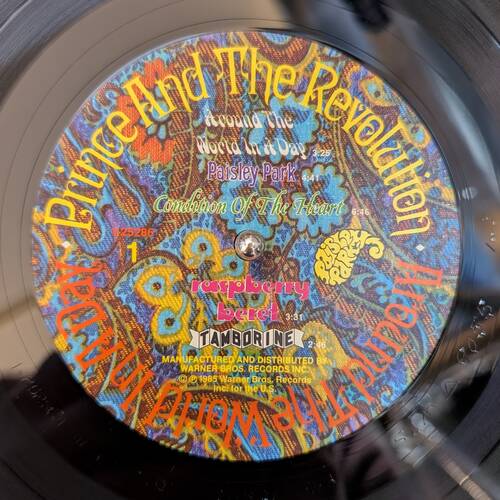 Prince And The Revolution
Around The
World In A Day 3:25
Paisley Park 4:41
Condition Of The Heart 6:46
1
PAISLEY PARK
raspberry
beret 3:31
TAMBORINE 2:46
MANUFACTURED AND DISTRIBUTED BY
WARNER BROS. RECORDS INC.
© ℗ 1985 Warner Bros. Records
Inc. for the U.S.
Around The World In A Day